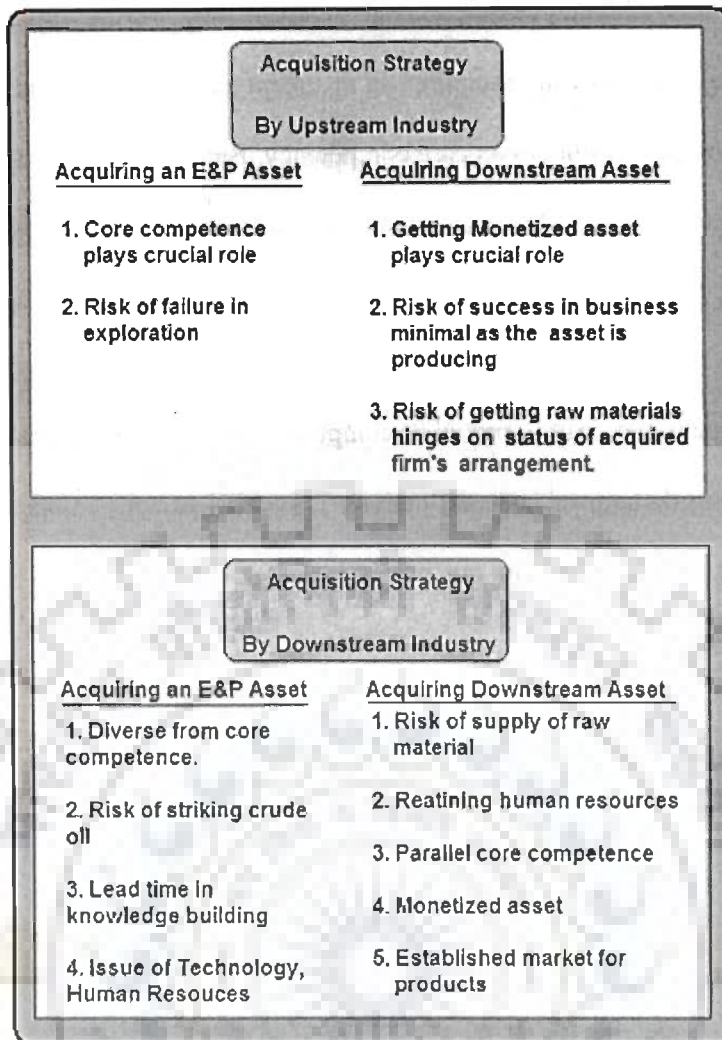 Acquisition Strategy
By Upstream Industry
Acquiring an E&P Asset
1. Core competence
plays crucial role
2. Risk of failure in
exploration
Acquiring Downstream Asset
1. Getting Monetized asset
plays crucial role
2. Risk of success in business
minimal as the asset is
producing
3. Risk of getting raw materials
hinges on status of acquired
firm's arrangement.
Acquisition Strategy
By Downstream Industry
Acquiring an E&P Asset
1. Diverse from core
competence.
2. Risk of striking crude
oil
3. Lead time in
knowledge building
4. Issue of Technology,
Human Resouces
Acquiring Downstream Asset
1. Risk of supply of raw
material
2. Reatining human resources
3. Parallel core competence
4. Monetized asset
5. Established market for
products